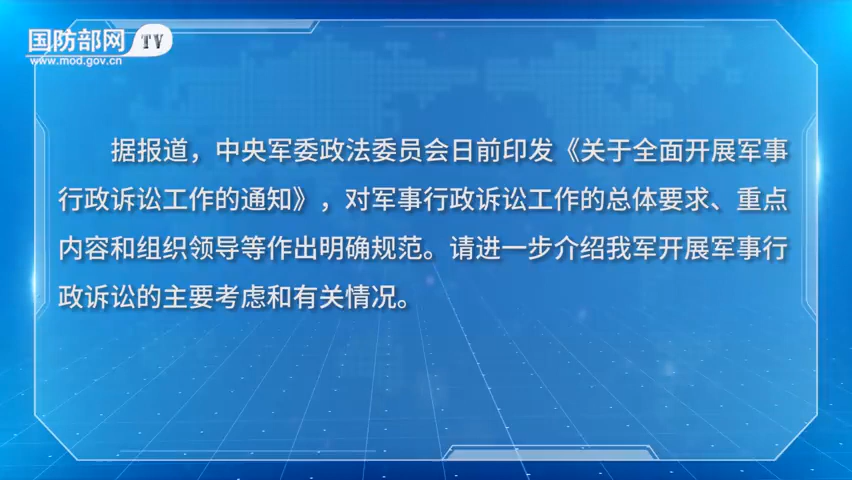 国防部网 TV
www.mod.gov.cn
据报道，中央军委政法委员会日前印发《关于全面开展军事
行政诉讼工作的通知》，对军事行政诉讼工作的总体要求、重点
内容和组织领导等作出明确规范。请进一步介绍我军开展军事行
政诉讼的主要考虑和有关情况。